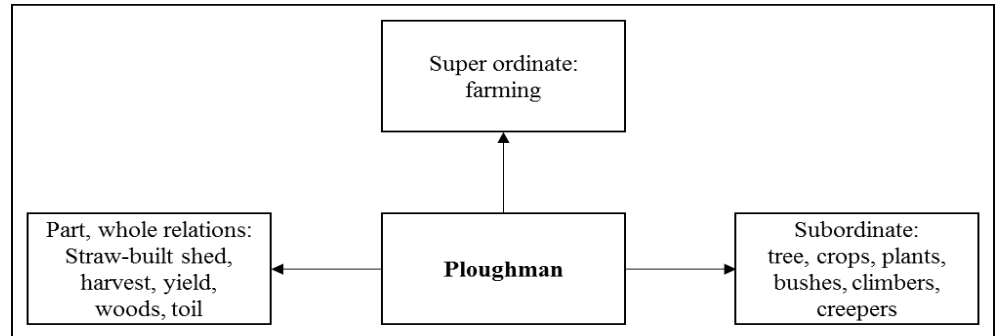 Super ordinate:
farming
Part, whole relations:
Straw-built shed,
harvest, yield,
woods, toil
Ploughman
Subordinate:
tree, crops, plants,
bushes, climbers,
creepers